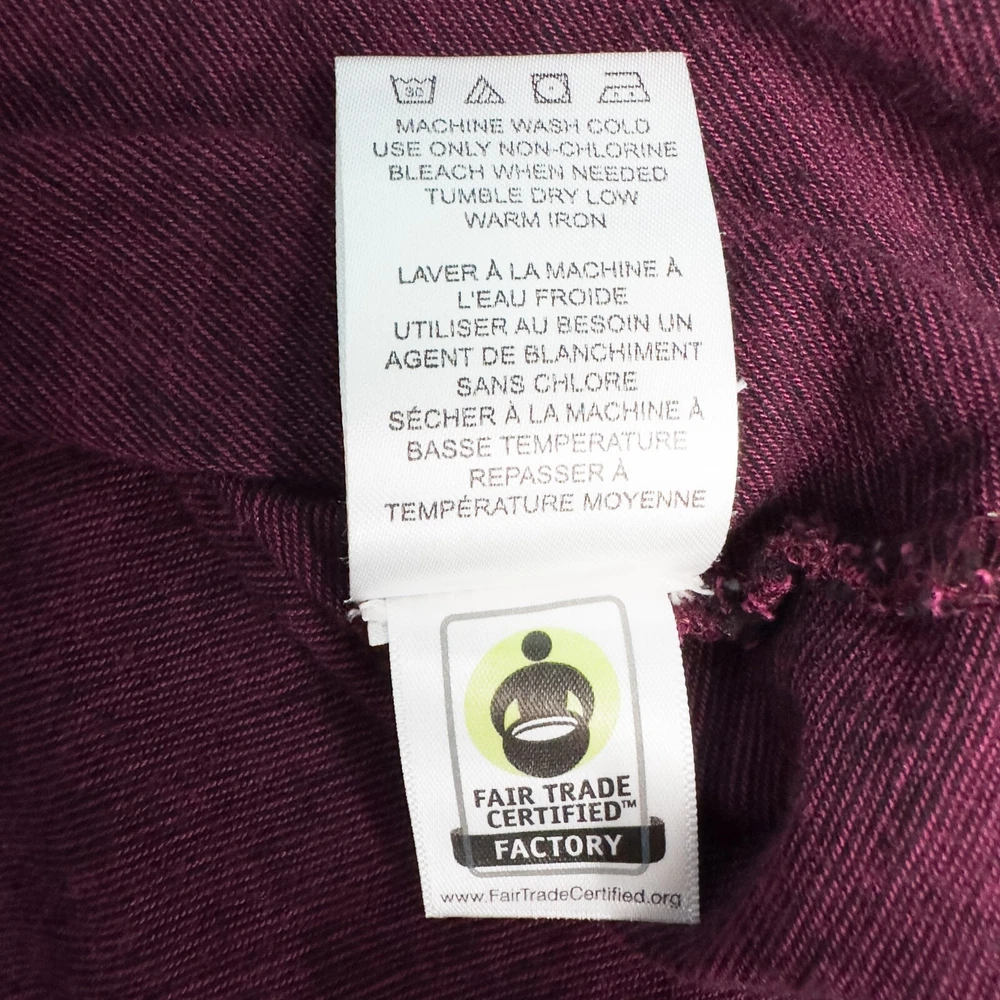 30
MACHINE WASH COLD
USE ONLY NON-CHLORINE
BLEACH WHEN NEEDED
TUMBLE DRY LOW
WARM IRON
LAVER À LA MACHINE À
L'EAU FROIDE
UTILISER AU BESOIN UN
AGENT DE BLANCHIMENT
SANS CHLORE
SÉCHER À LA MACHINE À
BASSE TEMPERATURE
REPASSER À
TEMPÉRATURE MOYENNE
FAIR TRADE
CERTIFIED™
FACTORY
www.FairTradeCertified.org